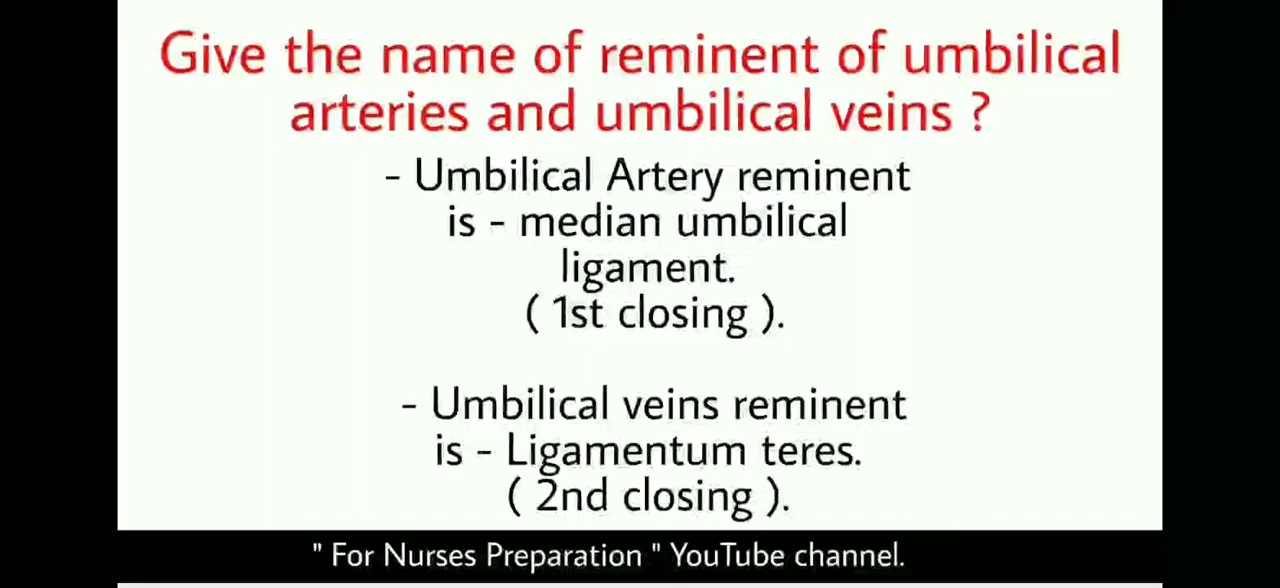 Give the name of reminent of umbilical
arteries and umbilical veins ?
- Umbilical Artery reminent
is - median umbilical
ligament.
( 1st closing ).
- Umbilical veins reminent
is - Ligamentum teres.
( 2nd closing ).
" For Nurses Preparation " YouTube channel.